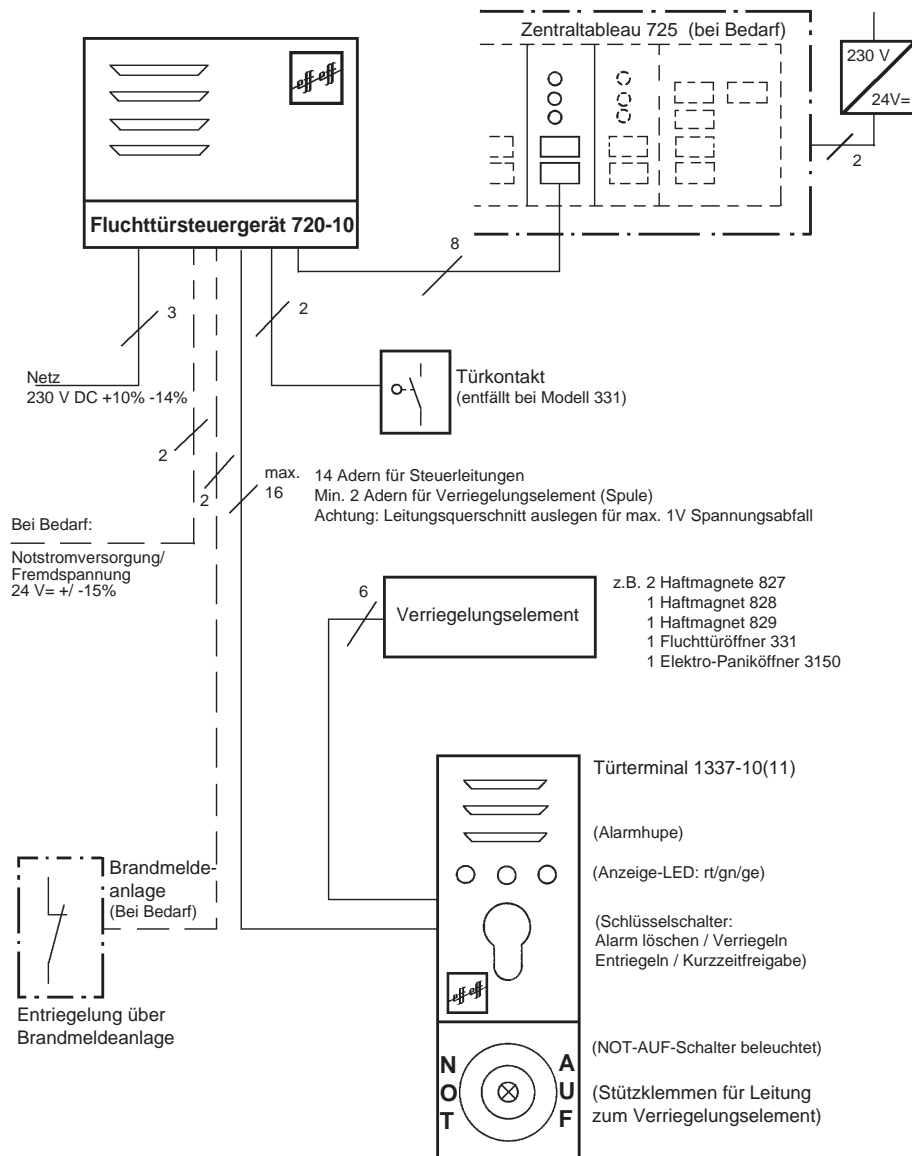 Zentraltableau 725 (bei Bedarf)
230 V
24V=
eff eff
2
Fluchttürsteuergerät 720-10
8
3
2
Netz
230 V DC +10% -14%
Türkontakt
(entfällt bei Modell 331)
2
2
max. 14 Adern für Steuerleitungen
16 Min. 2 Adern für Verriegelungselement (Spule)
Achtung: Leitungsquerschnitt auslegen für max. 1V Spannungsabfall
Bei Bedarf:
Notstromversorgung/
Fremdspannung
24 V= +/ -15%
6
Verriegelungselement
z.B. 2 Haftmagnete 827
1 Haftmagnet 828
1 Haftmagnet 829
1 Fluchttüröffner 331
1 Elektro-Paniköffner 3150
Türterminal 1337-10(11)
(Alarmhupe)
(Anzeige-LED: rt/gn/ge)
Brandmelde-
anlage
(Bei Bedarf)
(Schlüsselschalter:
Alarm löschen / Verriegeln
Entriegeln / Kurzzeitfreigabe)
eff eff
Entriegelung über
Brandmeldeanlage
NOT
AUF
(NOT-AUF-Schalter beleuchtet)
(Stützklemmen für Leitung
zum Verriegelungselement)